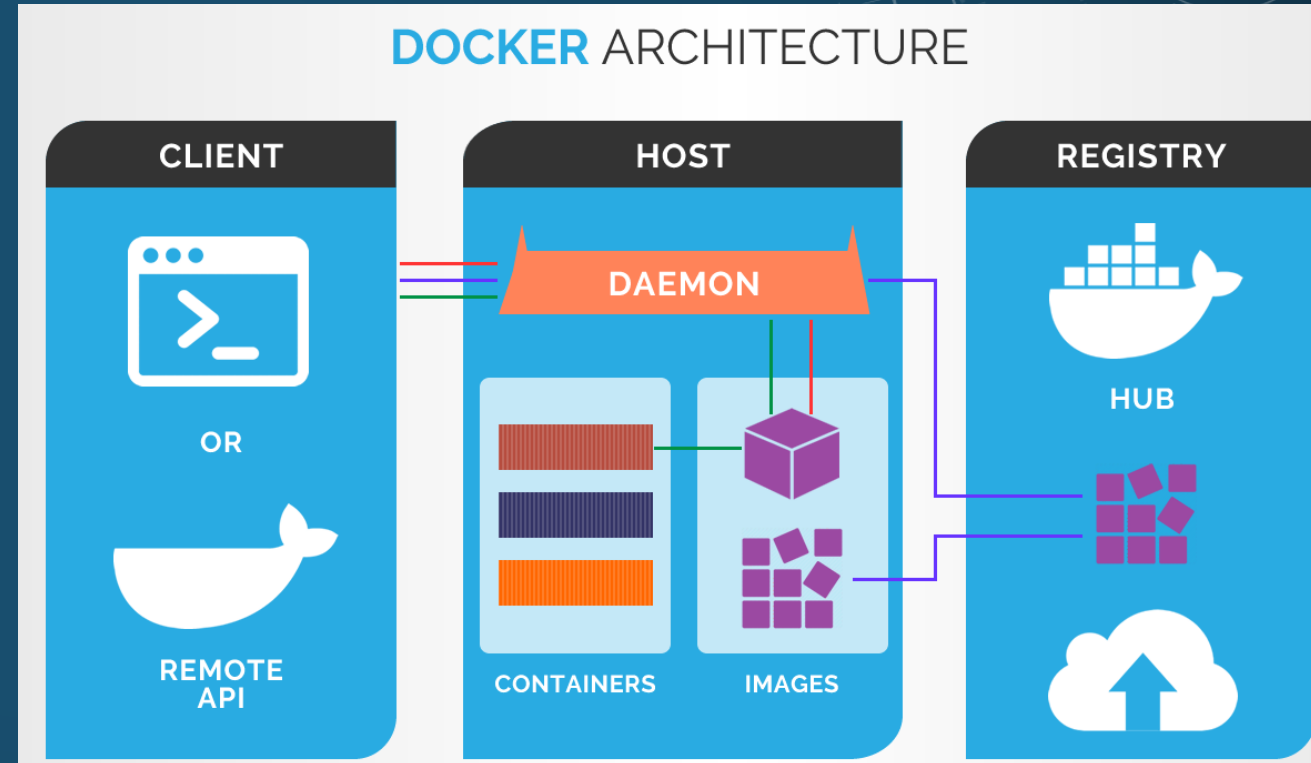 DOCKER ARCHITECTURE
CLIENT
OR
REMOTE
API
HOST
DAEMON
CONTAINERS
IMAGES
REGISTRY
HUB